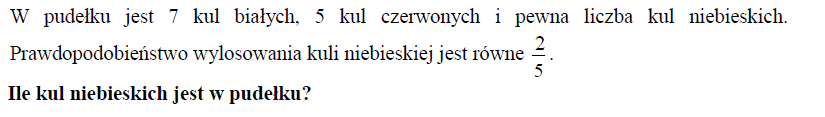 W pudełku jest 7 kul białych, 5 kul czerwonych i pewna liczba kul niebieskich.
Prawdopodobieństwo wylosowania kuli niebieskiej jest równe 2/5.
Ile kul niebieskich jest w pudełku?